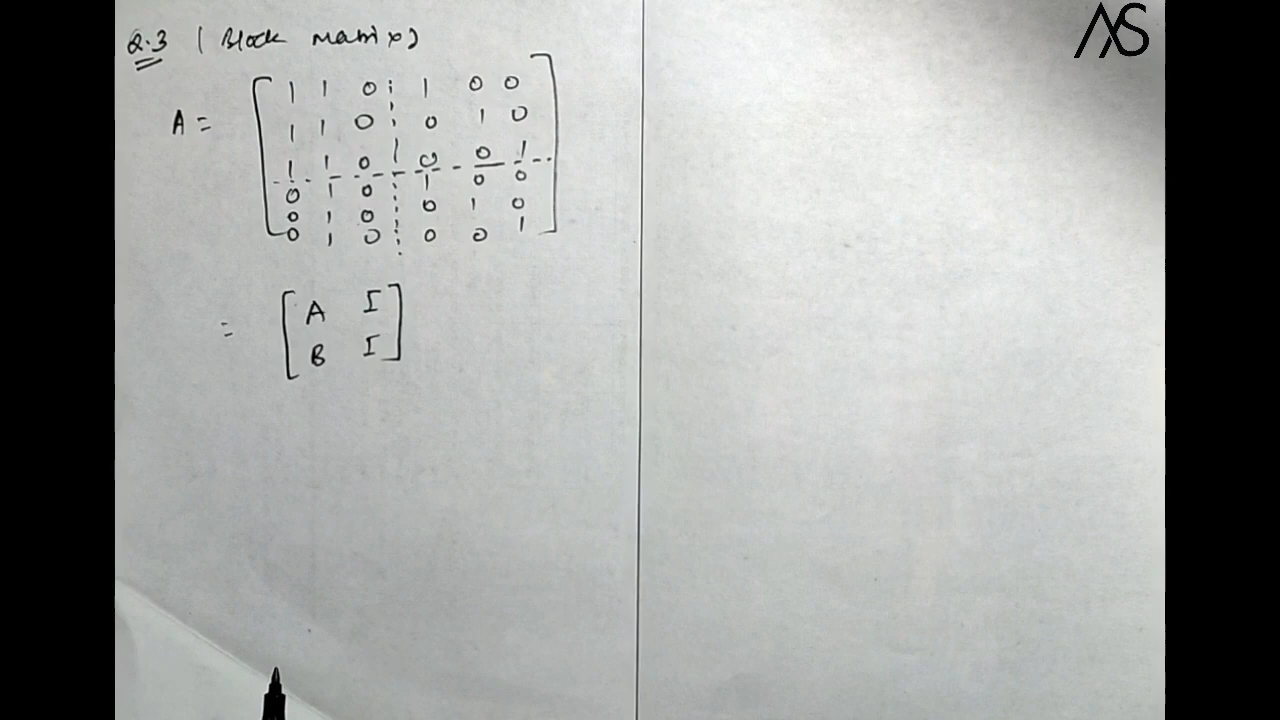 AS
Q.3 ( Block matrix)
1 1 0 1 0 0
A = 1 1 0 0 1 0
1 1 0 0 0 1
0 1 0 1 0 0
0 1 0 0 1 0
0 1 0 0 0 1
= [ A I
B I ]